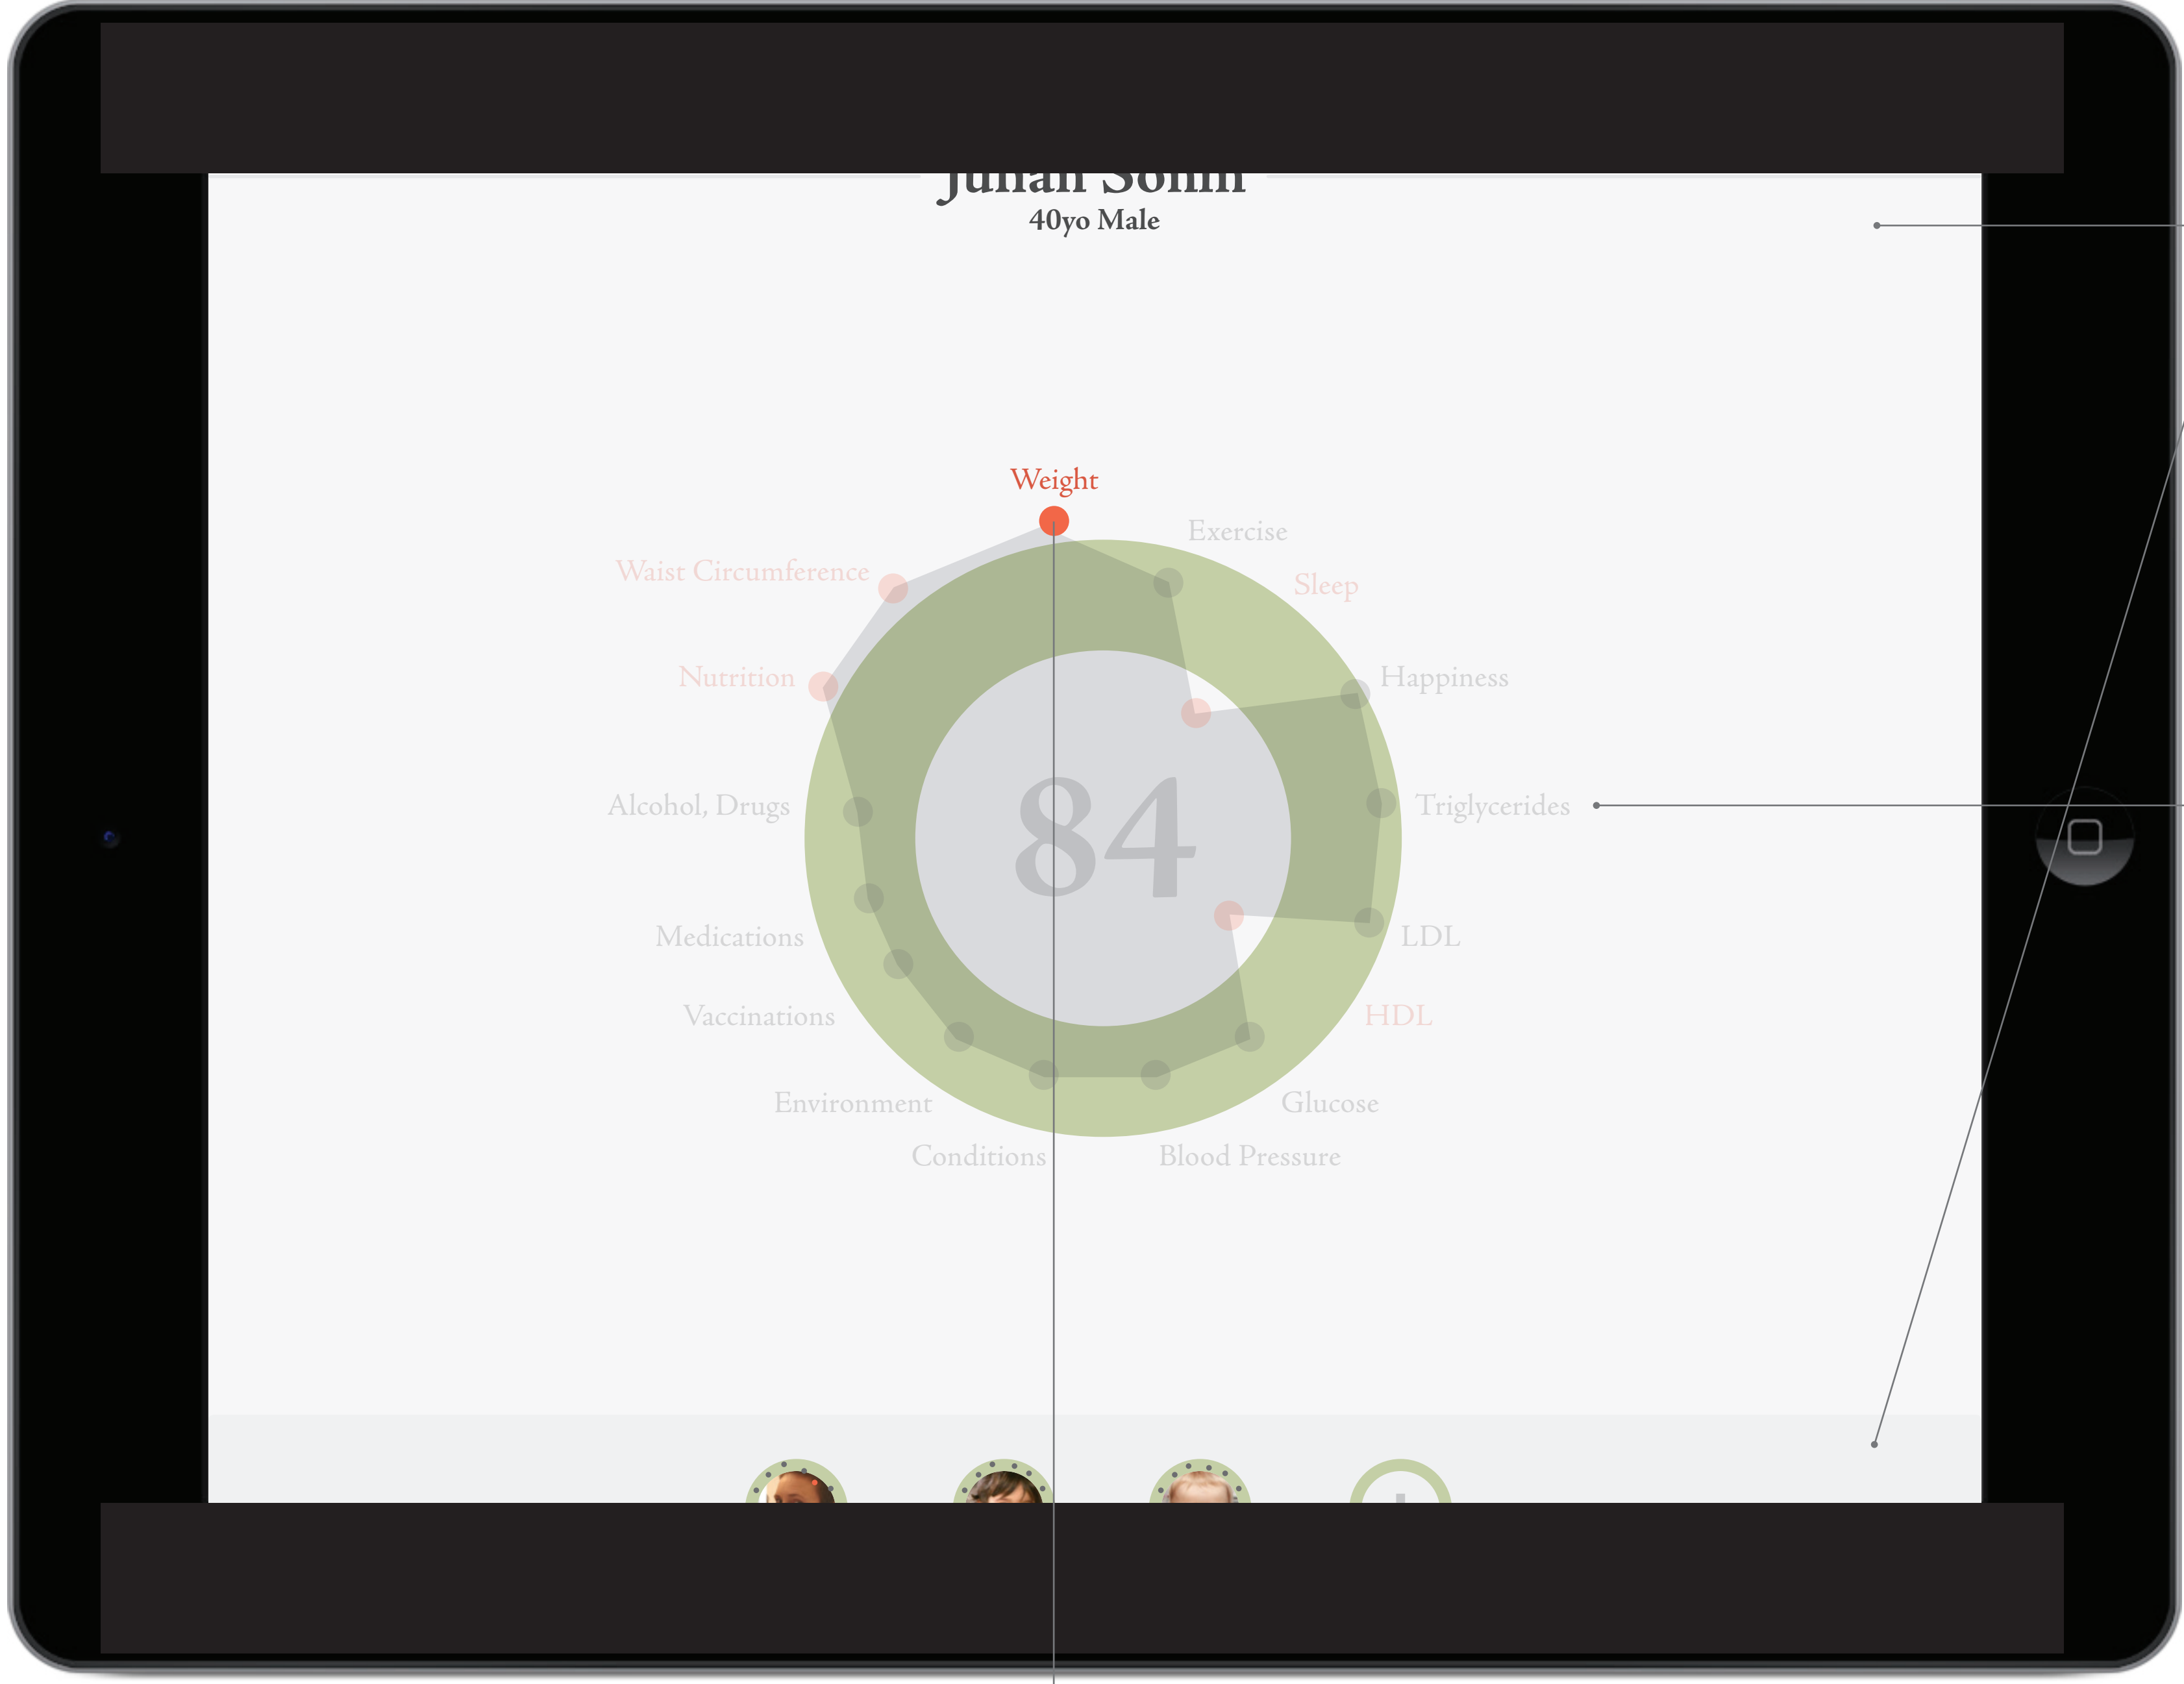 40yo Male
Weight
Exercise
Waist Circumference
Sleep
Nutrition
Happiness
Alcohol, Drugs
84
Triglycerides
Medications
LDL
Vaccinations
HDL
Environment
Glucose
Conditions
Blood Pressure